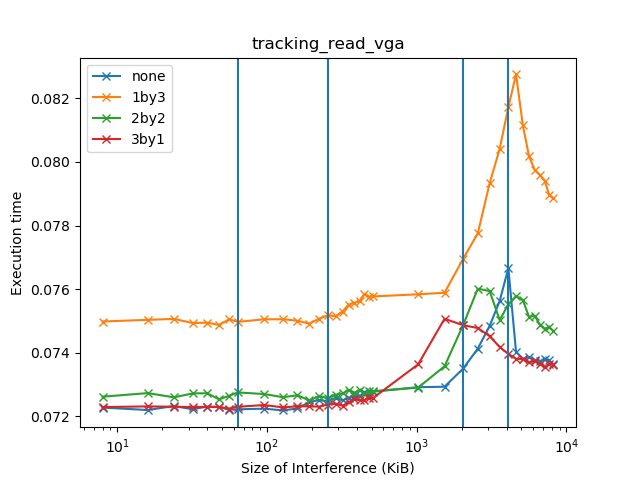 tracking_read_vga
none
1by3
2by2
3by1
Execution time
0.082
0.080
0.078
0.076
0.074
0.072
10¹
10²
10³
10⁴
Size of Interference (KiB)